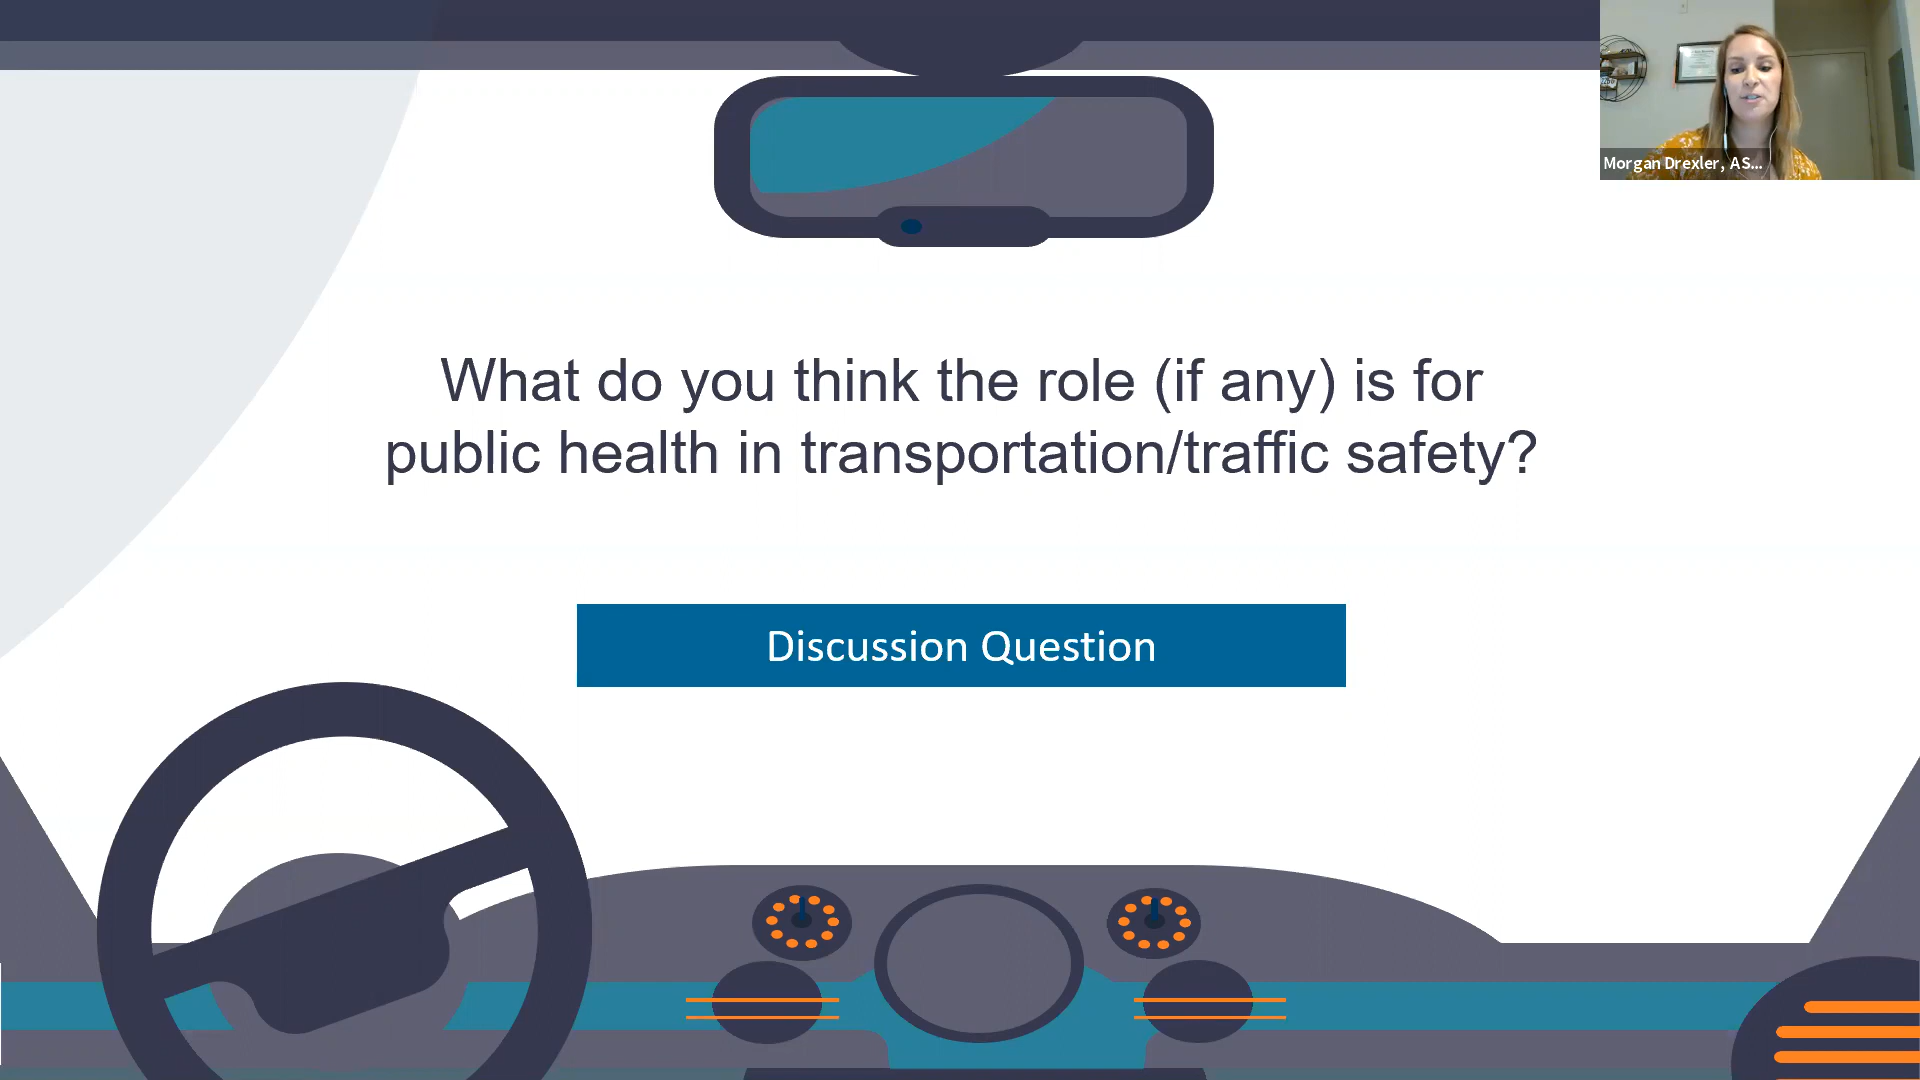 Morgan Drexler, AS...
What do you think the role (if any) is for
public health in transportation/traffic safety?
Discussion Question